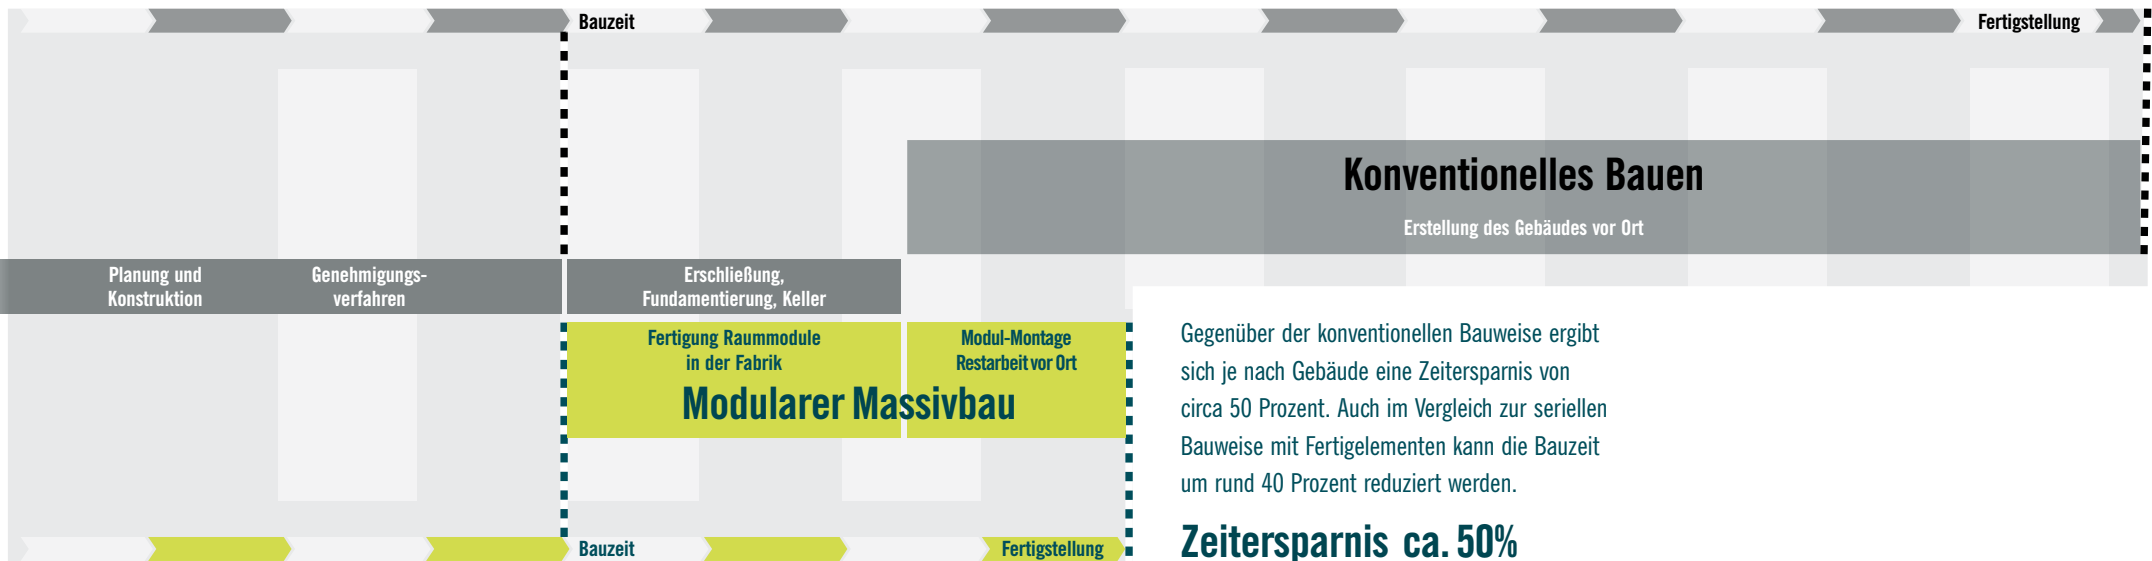 Bauzeit
Fertigstellung
Konventionelles Bauen
Erstellung des Gebäudes vor Ort
Planung und
Konstruktion
Genehmigungs-
verfahren
Erschließung,
Fundamentierung, Keller
Fertigung Raummodule
in der Fabrik
Modul-Montage
Restarbeit vor Ort
Modularer Massivbau
Gegenüber der konventionellen Bauweise ergibt
sich je nach Gebäude eine Zeitersparnis von
circa 50 Prozent. Auch im Vergleich zur seriellen
Bauweise mit Fertigelementen kann die Bauzeit
um rund 40 Prozent reduziert werden.
Zeitersparnis ca. 50%
Bauzeit
Fertigstellung